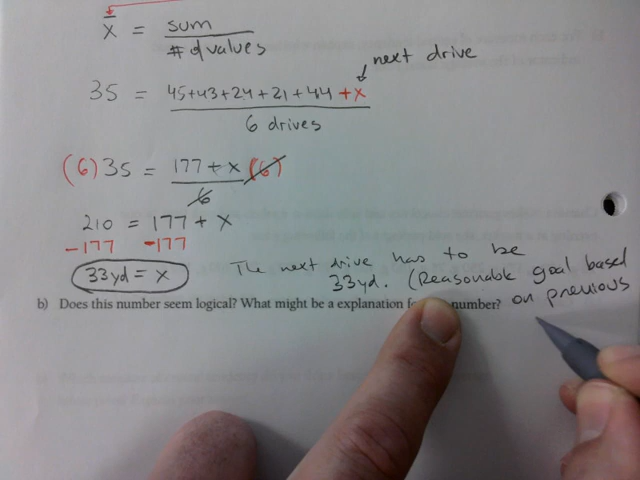 x̄ = sum
# of values
next drive
35 = 45+43+24+21+44 +x
6 drives
(6) 35 = 177 + x (6)
6
210 = 177 + x
-177 -177
33yd = x
The next drive has to be
33yd. (Reasonable goal based
on previous
b) Does this number seem logical? What might be a explanation number?